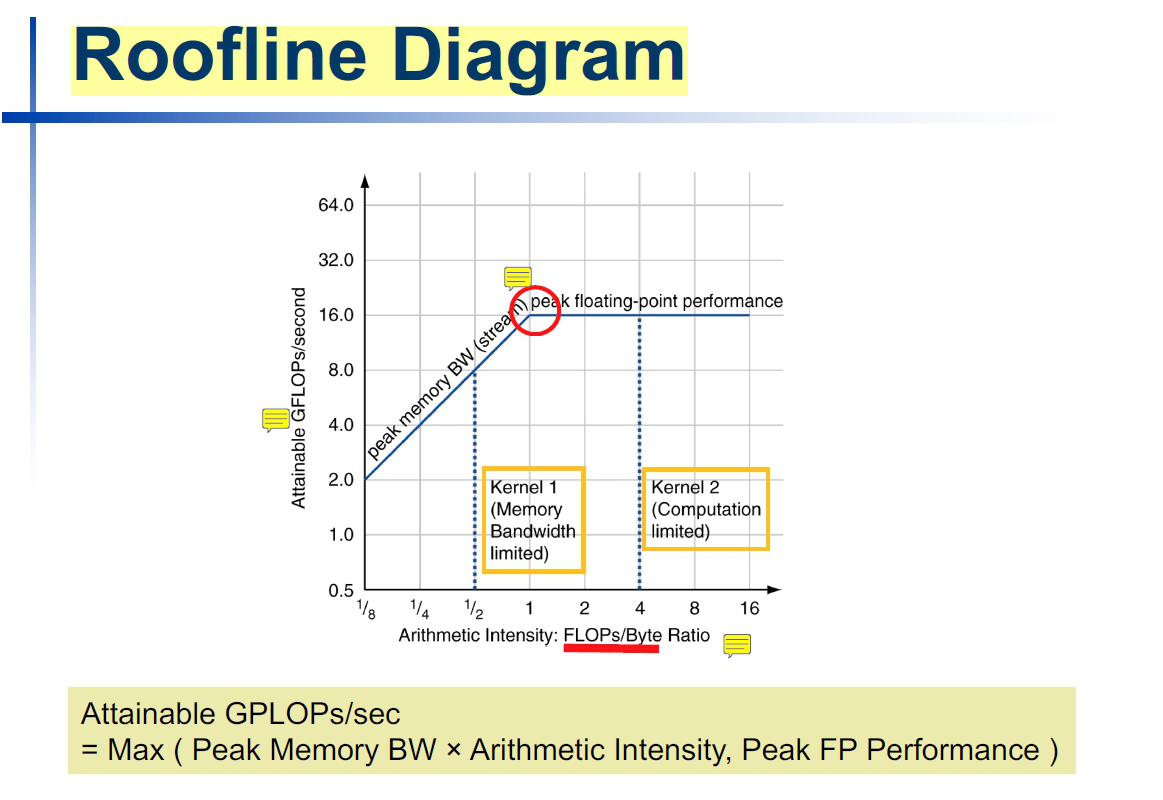 Roofline Diagram
64.0
32.0
16.0
8.0
4.0
2.0
1.0
0.5
Attainable GFLOPs/second
peak memory BW (stream)
peak floating-point performance
Kernel 1
(Memory
Bandwidth
limited)
Kernel 2
(Computation
limited)
1/8 1/4 1/2 1 2 4 8 16
Arithmetic Intensity: FLOPs/Byte Ratio
Attainable GPLOPs/sec
= Max ( Peak Memory BW × Arithmetic Intensity, Peak FP Performance )